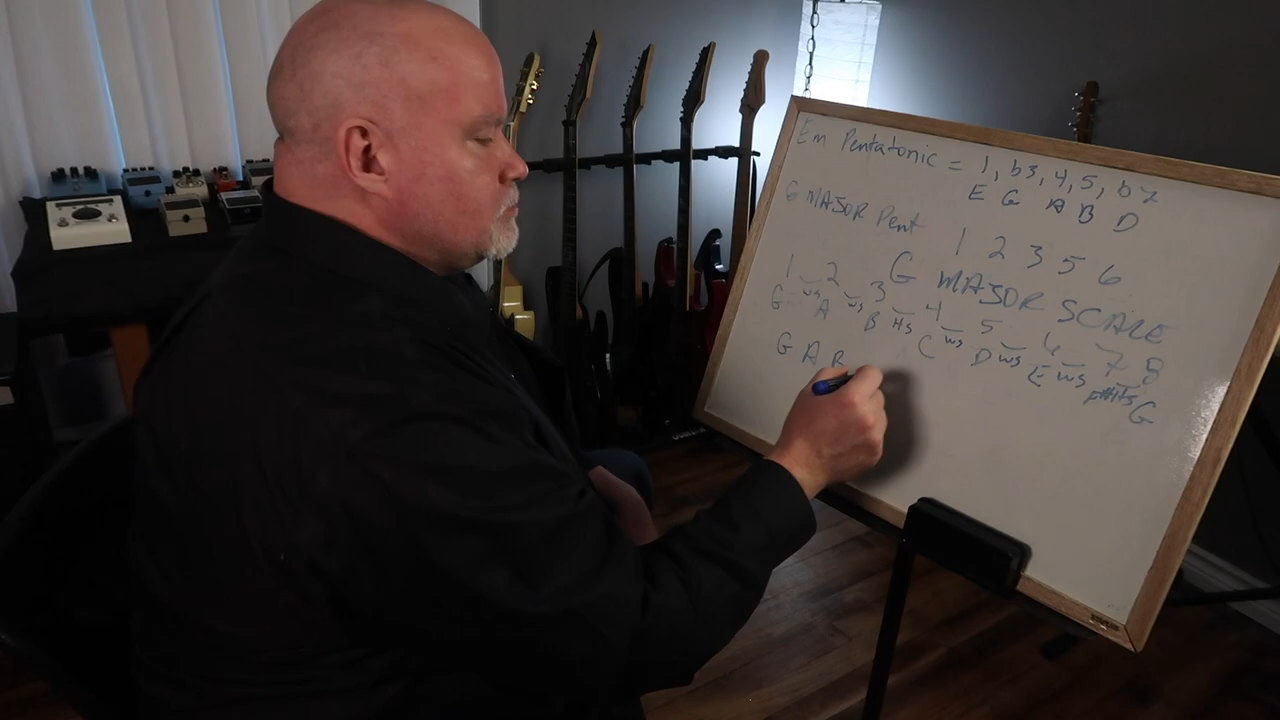 Em Pentatonic = 1, b3, 4, 5, b7
E G A B D
G MAJOR Pent 1 2 3 5 6
G MAJOR SCALE
1 2 3 4 5 6 7 8
G ws A ws B Hs C ws D ws E ws F# Hs G
G A B